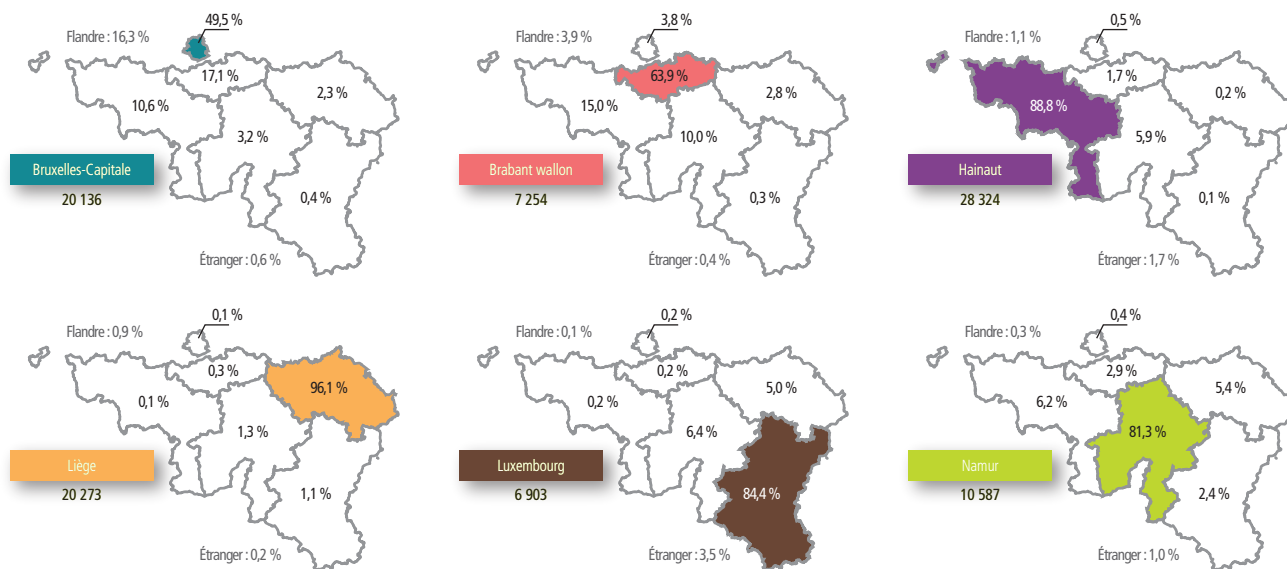 49,5 %
Flandre : 16,3 %
17,1 %
2,3 %
10,6 %
3,2 %
Bruxelles-Capitale
20 136
0,4 %
Étranger : 0,6 %
3,8 %
Flandre : 3,9 %
63,9 %
2,8 %
15,0 %
10,0 %
Brabant wallon
7 254
0,3 %
Étranger : 0,4 %
0,5 %
Flandre : 1,1 %
1,7 %
0,2 %
88,8 %
5,9 %
Hainaut
28 324
0,1 %
Étranger : 1,7 %
0,1 %
Flandre : 0,9 %
0,3 %
96,1 %
0,1 %
1,3 %
Liège
20 273
1,1 %
Étranger : 0,2 %
0,2 %
Flandre : 0,1 %
0,2 %
5,0 %
0,2 %
6,4 %
Luxembourg
6 903
84,4 %
Étranger : 3,5 %
0,4 %
Flandre : 0,3 %
2,9 %
5,4 %
6,2 %
81,3 %
Namur
10 587
2,4 %
Étranger : 1,0 %